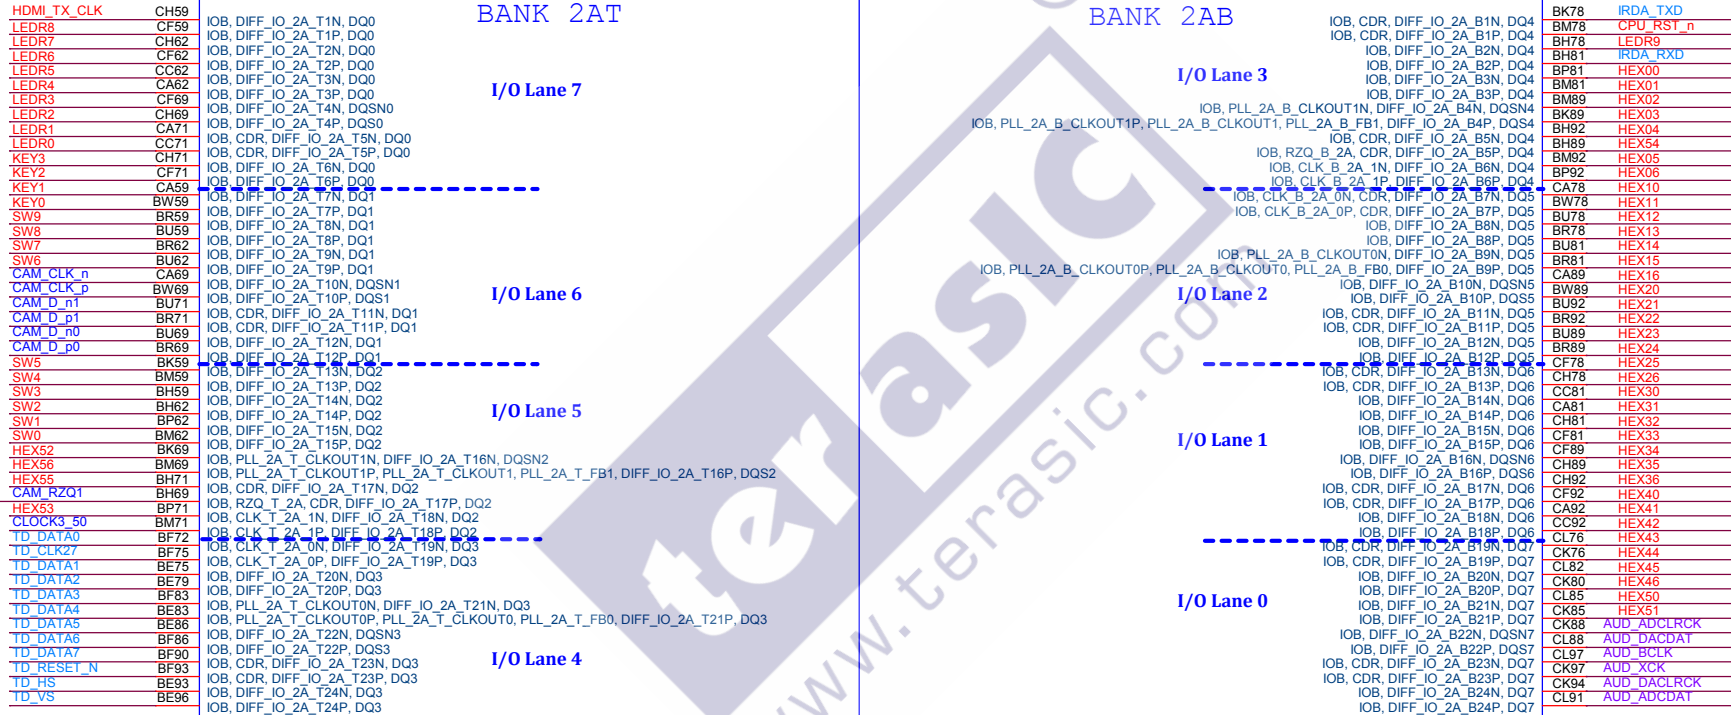 BANK 2AT
HDMI_TX_CLK CH59
LEDR8 CF59
LEDR7 CH62
LEDR6 CF62
LEDR5 CC62
LEDR4 CA62
LEDR3 CF69
LEDR2 CH69
LEDR1 CA71
LEDR0 CC71
KEY3 CH71
KEY2 CF71
KEY1 CA59
KEY0 BW59
SW9 BR59
SW8 BU59
SW7 BR62
SW6 BU62
CAM_CLK_n CA69
CAM_CLK_p BW69
CAM_D_n1 BU71
CAM_D_p1 BR71
CAM_D_n0 BU69
CAM_D_p0 BR69
SW5 BK59
SW4 BM59
SW3 BH59
SW2 BH62
SW1 BP62
SW0 BM62
HEX52 BK69
HEX56 BM69
HEX55 BH71
CAM_RZQ1 BH69
HEX53 BP71
CLOCK3_50 BM71
TD_DATA0 BF72
TD_CLK27 BF75
TD_DATA1 BE75
TD_DATA2 BE79
TD_DATA3 BF83
TD_DATA4 BE83
TD_DATA5 BE86
TD_DATA6 BF86
TD_DATA7 BF90
TD_RESET_N BF93
TD_HS BE93
TD_VS BE96
IOB, DIFF_IO_2A_T1N, DQ0
IOB, DIFF_IO_2A_T1P, DQ0
IOB, DIFF_IO_2A_T2N, DQ0
IOB, DIFF_IO_2A_T2P, DQ0
IOB, DIFF_IO_2A_T3N, DQ0
IOB, DIFF_IO_2A_T3P, DQ0
IOB, DIFF_IO_2A_T4N, DQSN0
IOB, DIFF_IO_2A_T4P, DQS0
IOB, CDR, DIFF_IO_2A_T5N, DQ0
IOB, CDR, DIFF_IO_2A_T5P, DQ0
IOB, DIFF_IO_2A_T6N, DQ0
IOB, DIFF_IO_2A_T6P, DQ0
I/O Lane 7
IOB, DIFF_IO_2A_T7N, DQ1
IOB, DIFF_IO_2A_T7P, DQ1
IOB, DIFF_IO_2A_T8N, DQ1
IOB, DIFF_IO_2A_T8P, DQ1
IOB, DIFF_IO_2A_T9N, DQ1
IOB, DIFF_IO_2A_T9P, DQ1
IOB, DIFF_IO_2A_T10N, DQSN1
IOB, DIFF_IO_2A_T10P, DQS1
IOB, CDR, DIFF_IO_2A_T11N, DQ1
IOB, CDR, DIFF_IO_2A_T11P, DQ1
IOB, DIFF_IO_2A_T12N, DQ1
IOB, DIFF_IO_2A_T12P, DQ1
I/O Lane 6
IOB, DIFF_IO_2A_T13N, DQ2
IOB, DIFF_IO_2A_T13P, DQ2
IOB, DIFF_IO_2A_T14N, DQ2
IOB, DIFF_IO_2A_T14P, DQ2
IOB, DIFF_IO_2A_T15N, DQ2
IOB, DIFF_IO_2A_T15P, DQ2
IOB, PLL_2A_T_CLKOUT1N, DIFF_IO_2A_T16N, DQSN2
IOB, PLL_2A_T_CLKOUT1P, PLL_2A_T_CLKOUT1, PLL_2A_T_FB1, DIFF_IO_2A_T16P, DQS2
IOB, CDR, DIFF_IO_2A_T17N, DQ2
IOB, RZQ_T_2A, CDR, DIFF_IO_2A_T17P, DQ2
IOB, CLK_T_2A_1N, DIFF_IO_2A_T18N, DQ2
IOB, CLK_T_2A_1P, DIFF_IO_2A_T18P, DQ2
I/O Lane 5
IOB, CLK_T_2A_0N, DIFF_IO_2A_T19N, DQ3
IOB, CLK_T_2A_0P, DIFF_IO_2A_T19P, DQ3
IOB, DIFF_IO_2A_T20N, DQ3
IOB, DIFF_IO_2A_T20P, DQ3
IOB, PLL_2A_T_CLKOUT0N, DIFF_IO_2A_T21N, DQ3
IOB, PLL_2A_T_CLKOUT0P, PLL_2A_T_CLKOUT0, PLL_2A_T_FB0, DIFF_IO_2A_T21P, DQ3
IOB, DIFF_IO_2A_T22N, DQSN3
IOB, DIFF_IO_2A_T22P, DQS3
IOB, CDR, DIFF_IO_2A_T23N, DQ3
IOB, CDR, DIFF_IO_2A_T23P, DQ3
IOB, DIFF_IO_2A_T24N, DQ3
IOB, DIFF_IO_2A_T24P, DQ3
I/O Lane 4
BANK 2AB
IOB, CDR, DIFF_IO_2A_B1N, DQ4
IOB, CDR, DIFF_IO_2A_B1P, DQ4
IOB, DIFF_IO_2A_B2N, DQ4
IOB, DIFF_IO_2A_B2P, DQ4
IOB, DIFF_IO_2A_B3N, DQ4
IOB, DIFF_IO_2A_B3P, DQ4
IOB, PLL_2A_B_CLKOUT1N, DIFF_IO_2A_B4N, DQSN4
IOB, PLL_2A_B_CLKOUT1P, PLL_2A_B_CLKOUT1, PLL_2A_B_FB1, DIFF_IO_2A_B4P, DQS4
IOB, CDR, DIFF_IO_2A_B5N, DQ4
IOB, RZQ_B_2A, CDR, DIFF_IO_2A_B5P, DQ4
IOB, CLK_B_2A_1N, DIFF_IO_2A_B6N, DQ4
IOB, CLK_B_2A_1P, DIFF_IO_2A_B6P, DQ4
I/O Lane 3
IOB, CLK_B_2A_0N, CDR, DIFF_IO_2A_B7N, DQ5
IOB, CLK_B_2A_0P, CDR, DIFF_IO_2A_B7P, DQ5
IOB, DIFF_IO_2A_B8N, DQ5
IOB, DIFF_IO_2A_B8P, DQ5
IOB, PLL_2A_B_CLKOUT0N, DIFF_IO_2A_B9N, DQ5
IOB, PLL_2A_B_CLKOUT0P, PLL_2A_B_CLKOUT0, PLL_2A_B_FB0, DIFF_IO_2A_B9P, DQ5
IOB, DIFF_IO_2A_B10N, DQSN5
IOB, DIFF_IO_2A_B10P, DQS5
IOB, CDR, DIFF_IO_2A_B11N, DQ5
IOB, CDR, DIFF_IO_2A_B11P, DQ5
IOB, DIFF_IO_2A_B12N, DQ5
IOB, DIFF_IO_2A_B12P, DQ5
I/O Lane 2
IOB, CDR, DIFF_IO_2A_B13N, DQ6
IOB, CDR, DIFF_IO_2A_B13P, DQ6
IOB, DIFF_IO_2A_B14N, DQ6
IOB, DIFF_IO_2A_B14P, DQ6
IOB, DIFF_IO_2A_B15N, DQ6
IOB, DIFF_IO_2A_B15P, DQ6
IOB, DIFF_IO_2A_B16N, DQSN6
IOB, DIFF_IO_2A_B16P, DQS6
IOB, CDR, DIFF_IO_2A_B17N, DQ6
IOB, CDR, DIFF_IO_2A_B17P, DQ6
IOB, DIFF_IO_2A_B18N, DQ6
IOB, DIFF_IO_2A_B18P, DQ6
I/O Lane 1
IOB, CDR, DIFF_IO_2A_B19N, DQ7
IOB, CDR, DIFF_IO_2A_B19P, DQ7
IOB, DIFF_IO_2A_B20N, DQ7
IOB, DIFF_IO_2A_B20P, DQ7
IOB, DIFF_IO_2A_B21N, DQ7
IOB, DIFF_IO_2A_B21P, DQ7
IOB, DIFF_IO_2A_B22N, DQSN7
IOB, DIFF_IO_2A_B22P, DQS7
IOB, CDR, DIFF_IO_2A_B23N, DQ7
IOB, CDR, DIFF_IO_2A_B23P, DQ7
IOB, DIFF_IO_2A_B24N, DQ7
IOB, DIFF_IO_2A_B24P, DQ7
I/O Lane 0
BK78 IRDA_TXD
BM78 CPU_RST_n
BH78 LEDR9
BH81 IRDA_RXD
BP81 HEX00
BM81 HEX01
BM89 HEX02
BK89 HEX03
BH92 HEX04
BH89 HEX54
BM92 HEX05
BP92 HEX06
CA78 HEX10
BW78 HEX11
BU78 HEX12
BR78 HEX13
BU81 HEX14
BR81 HEX15
CA89 HEX16
BW89 HEX20
BU92 HEX21
BR92 HEX22
BU89 HEX23
BR89 HEX24
CF78 HEX25
CH78 HEX26
CC81 HEX30
CA81 HEX31
CH81 HEX32
CF81 HEX33
CF89 HEX34
CH89 HEX35
CH92 HEX36
CF92 HEX40
CA92 HEX41
CC92 HEX42
CL76 HEX43
CK76 HEX44
CL82 HEX45
CK80 HEX46
CL85 HEX50
CK85 HEX51
CK88 AUD_ADCLRCK
CL88 AUD_DACDAT
CL97 AUD_BCLK
CK97 AUD_XCK
CK94 AUD_DACLRCK
CL91 AUD_ADCDAT
terasic
www.terasic.com